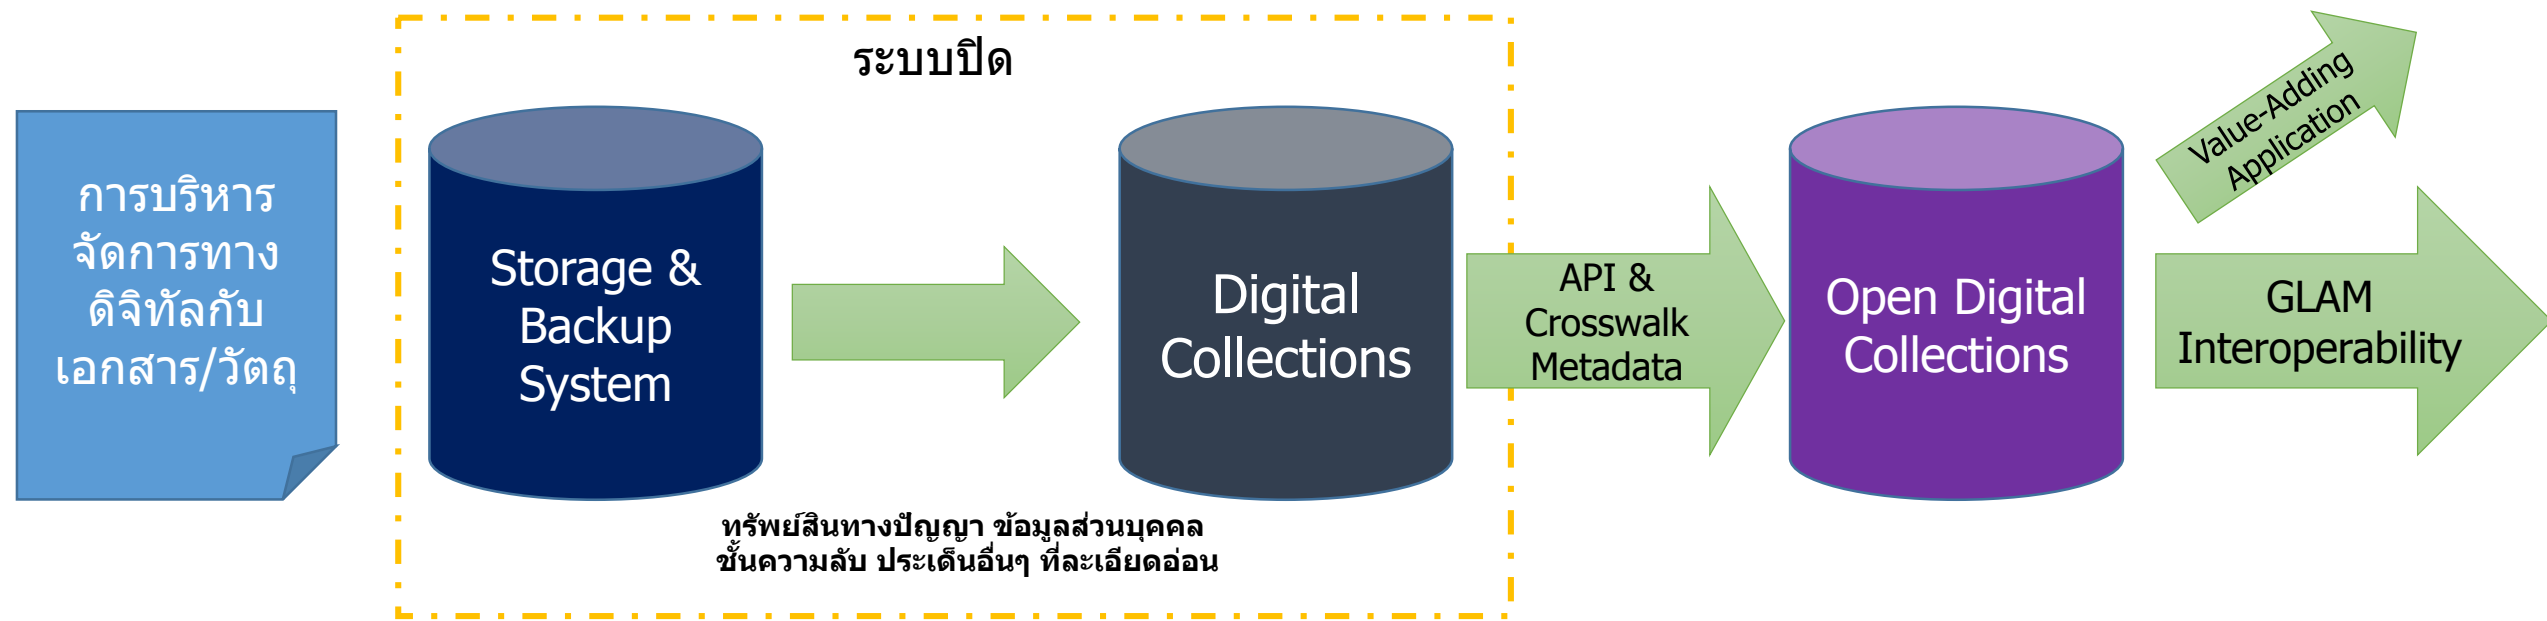 ระบบปิด
การบริหาร
จัดการทาง
ดิจิทัลกับ
เอกสาร/วัตถุ
Storage &
Backup
System
Digital
Collections
ทรัพย์สินทางปัญญา ข้อมูลส่วนบุคคล
ชั้นความลับ ประเด็นอื่นๆ ที่ละเอียดอ่อน
API &
Crosswalk
Metadata
Open Digital
Collections
Value-Adding
Application
GLAM
Interoperability